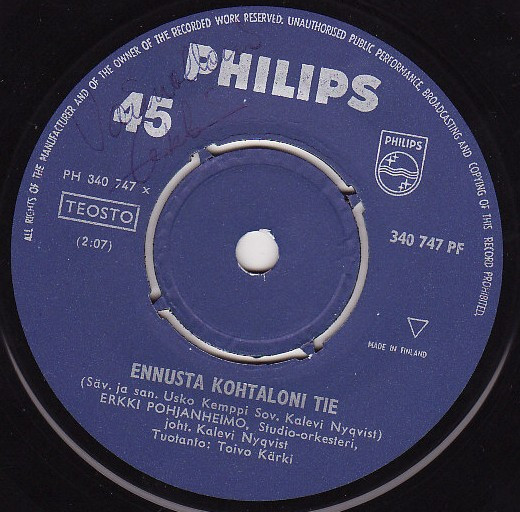 ALL RIGHTS OF THE MANUFACTURER AND OF THE OWNER OF THE RECORDED WORK RESERVED. UNAUTHORISED PUBLIC PERFORMANCE, BROADCASTING AND COPYING OF THIS RECORD PROHIBITED.
PHILIPS
45
PHILIPS
PH 340 747 x
TEOSTO
(2:07)
340 747 PF
MADE IN FINLAND
ENNUSTA KOHTALONI TIE
(Säv. ja san. Usko Kemppi Sov. Kalevi Nyqvist)
ERKKI POHJANHEIMO, Studio-orkesteri,
joht. Kalevi Nyqvist
Tuotanto: Toivo Kärki